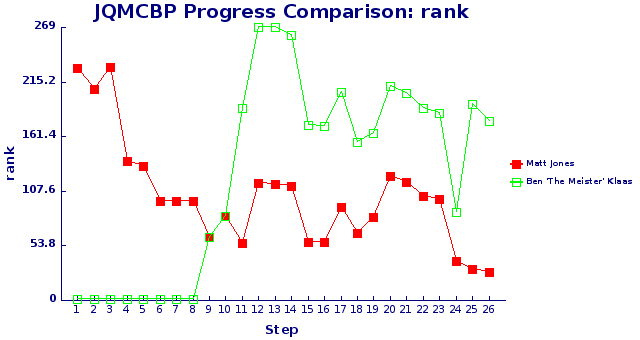 JQMCBP Progress Comparison: rank
269
215.2
161.4
107.6
53.8
0
rank
1 2 3 4 5 6 7 8 9 10 11 12 13 14 15 16 17 18 19 20 21 22 23 24 25 26
Step
Matt Jones
Ben 'The Meister' Klaas